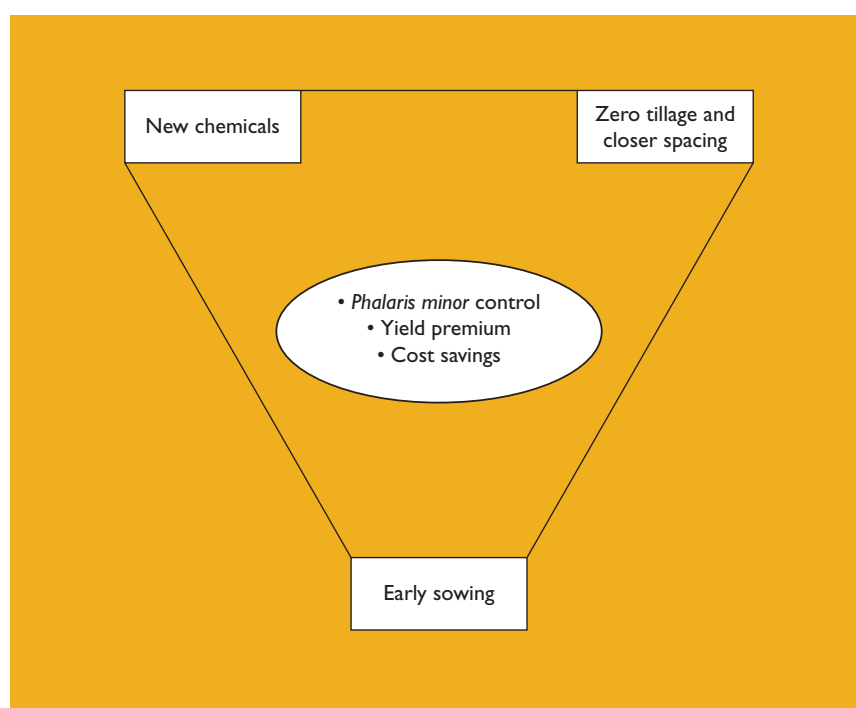 New chemicals
Zero tillage and
closer spacing
• Phalaris minor control
• Yield premium
• Cost savings
Early sowing